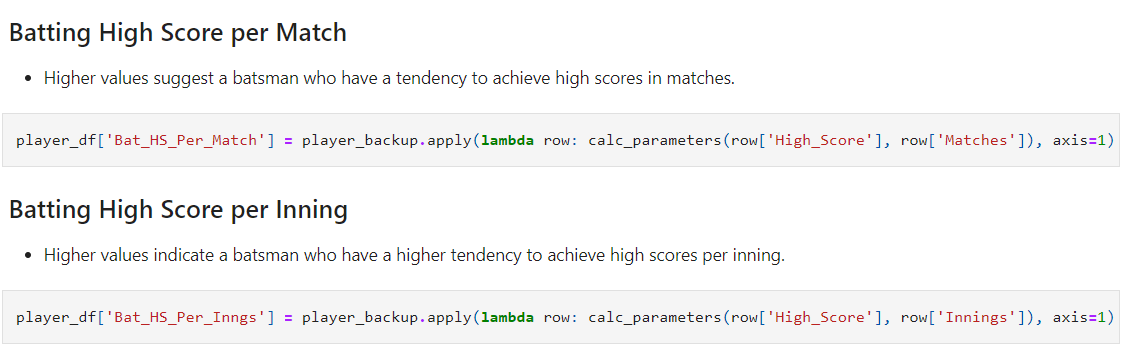 Batting High Score per Match
• Higher values suggest a batsman who have a tendency to achieve high scores in matches.
player_df['Bat_HS_Per_Match'] = player_backup.apply(lambda row: calc_parameters(row['High_Score'], row['Matches']), axis=1)
Batting High Score per Inning
• Higher values indicate a batsman who have a higher tendency to achieve high scores per inning.
player_df['Bat_HS_Per_Inngs'] = player_backup.apply(lambda row: calc_parameters(row['High_Score'], row['Innings']), axis=1)